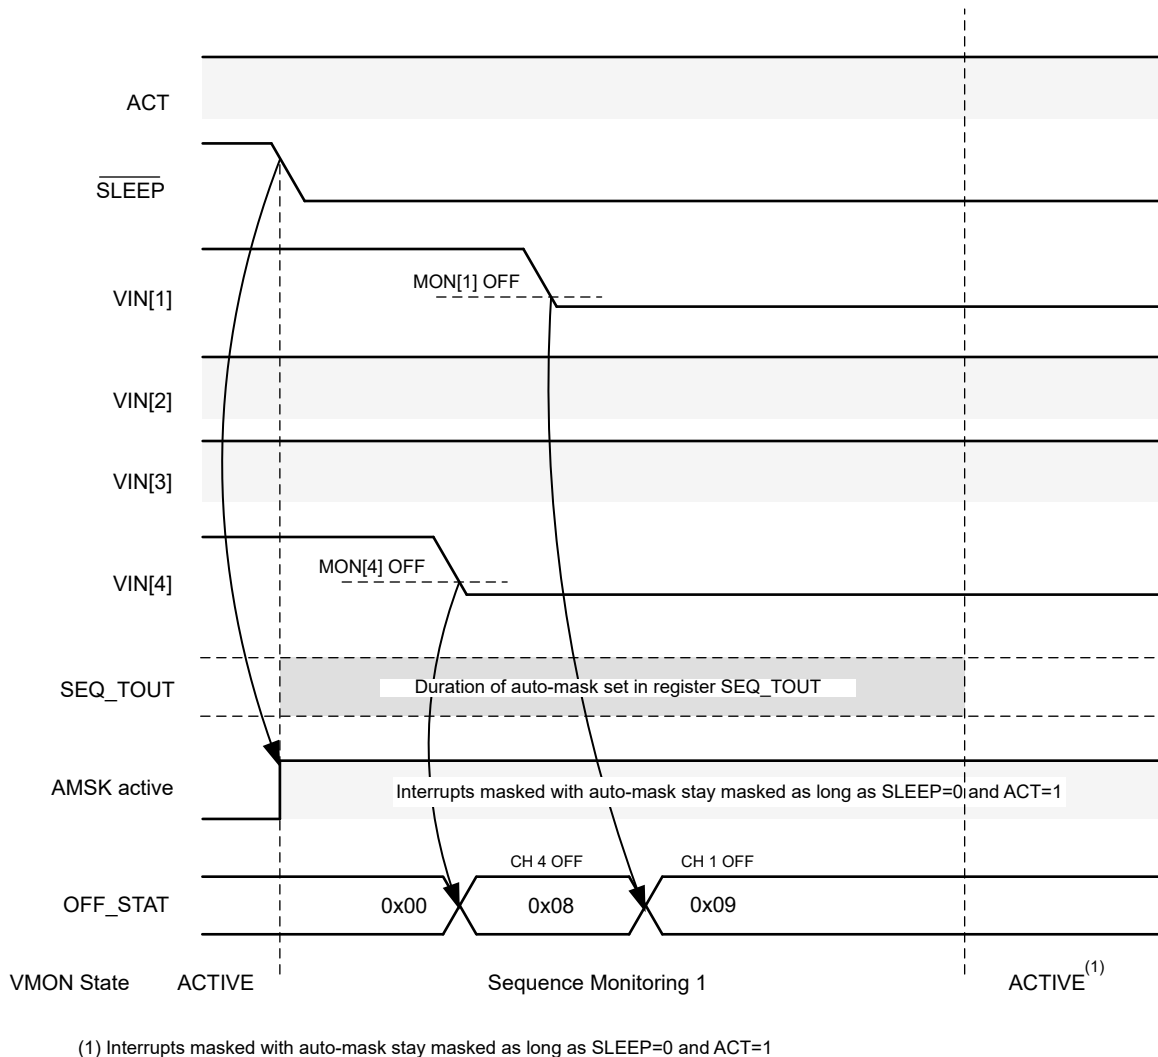 ACT
SLEEP
MON[1] OFF
VIN[1]
VIN[2]
VIN[3]
MON[4] OFF
VIN[4]
SEQ_TOUT
Duration of auto-mask set in register SEQ_TOUT
AMSK active
Interrupts masked with auto-mask stay masked as long as SLEEP=0 and ACT=1
CH 4 OFF
CH 1 OFF
OFF_STAT
0x00
0x08
0x09
VMON State
ACTIVE
Sequence Monitoring 1
ACTIVE(1)
(1) Interrupts masked with auto-mask stay masked as long as SLEEP=0 and ACT=1